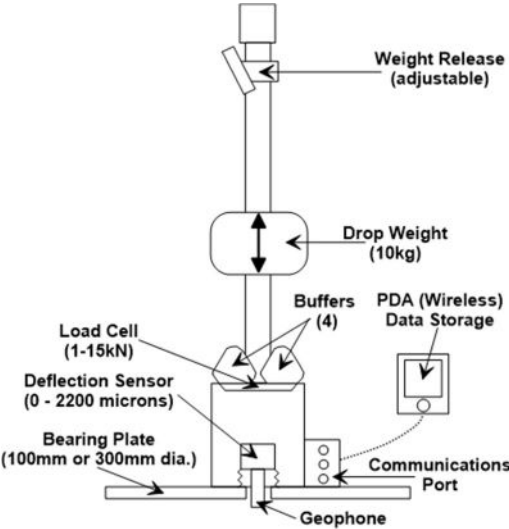 Weight Release
(adjustable)
Drop Weight
(10kg)
Buffers
(4)
PDA (Wireless)
Data Storage
Load Cell
(1-15kN)
Deflection Sensor
(0 - 2200 microns)
Bearing Plate
(100mm or 300mm dia.)
Communications
Port
Geophone